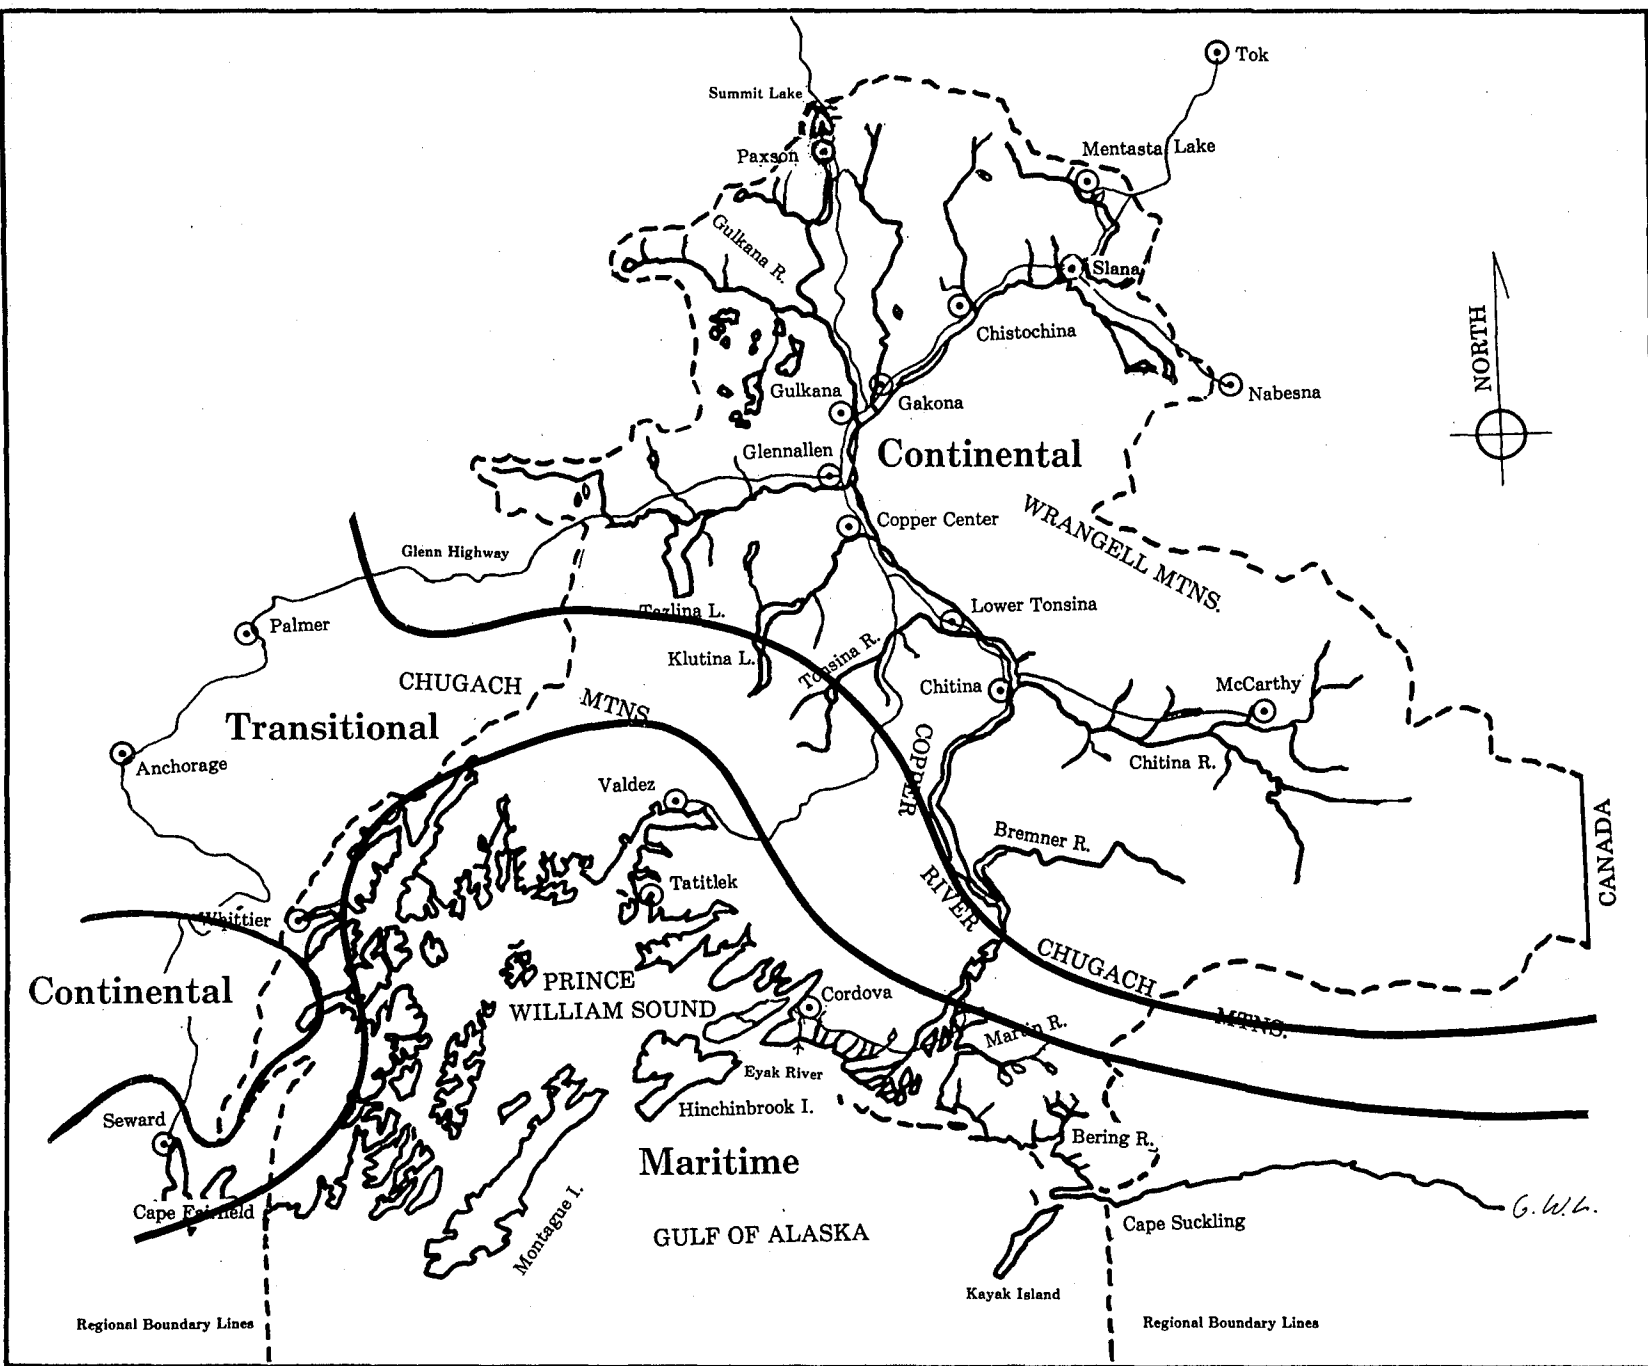 Tok
Summit Lake
Paxson
Mentasta Lake
Gulkana R.
Slana
Chistochina
NORTH
Nabesna
Gulkana
Gakona
Glennallen
Continental
Copper Center
WRANGELL MTNS.
Glenn Highway
Tazlina L.
Lower Tonsina
Palmer
Klutina L.
Tonsina R.
CHUGACH
MTNS.
Chitina
McCarthy
Transitional
Anchorage
COPPER
RIVER
Chitina R.
Valdez
Bremner R.
CANADA
Tatitlek
Whittier
CHUGACH
MTNS.
Continental
PRINCE
WILLIAM SOUND
Cordova
Martin R.
Eyak River
Hinchinbrook I.
Seward
Bering R.
Maritime
Cape Fairfield
Montague I.
GULF OF ALASKA
Cape Suckling
G.W.L.
Kayak Island
Regional Boundary Lines
Regional Boundary Lines